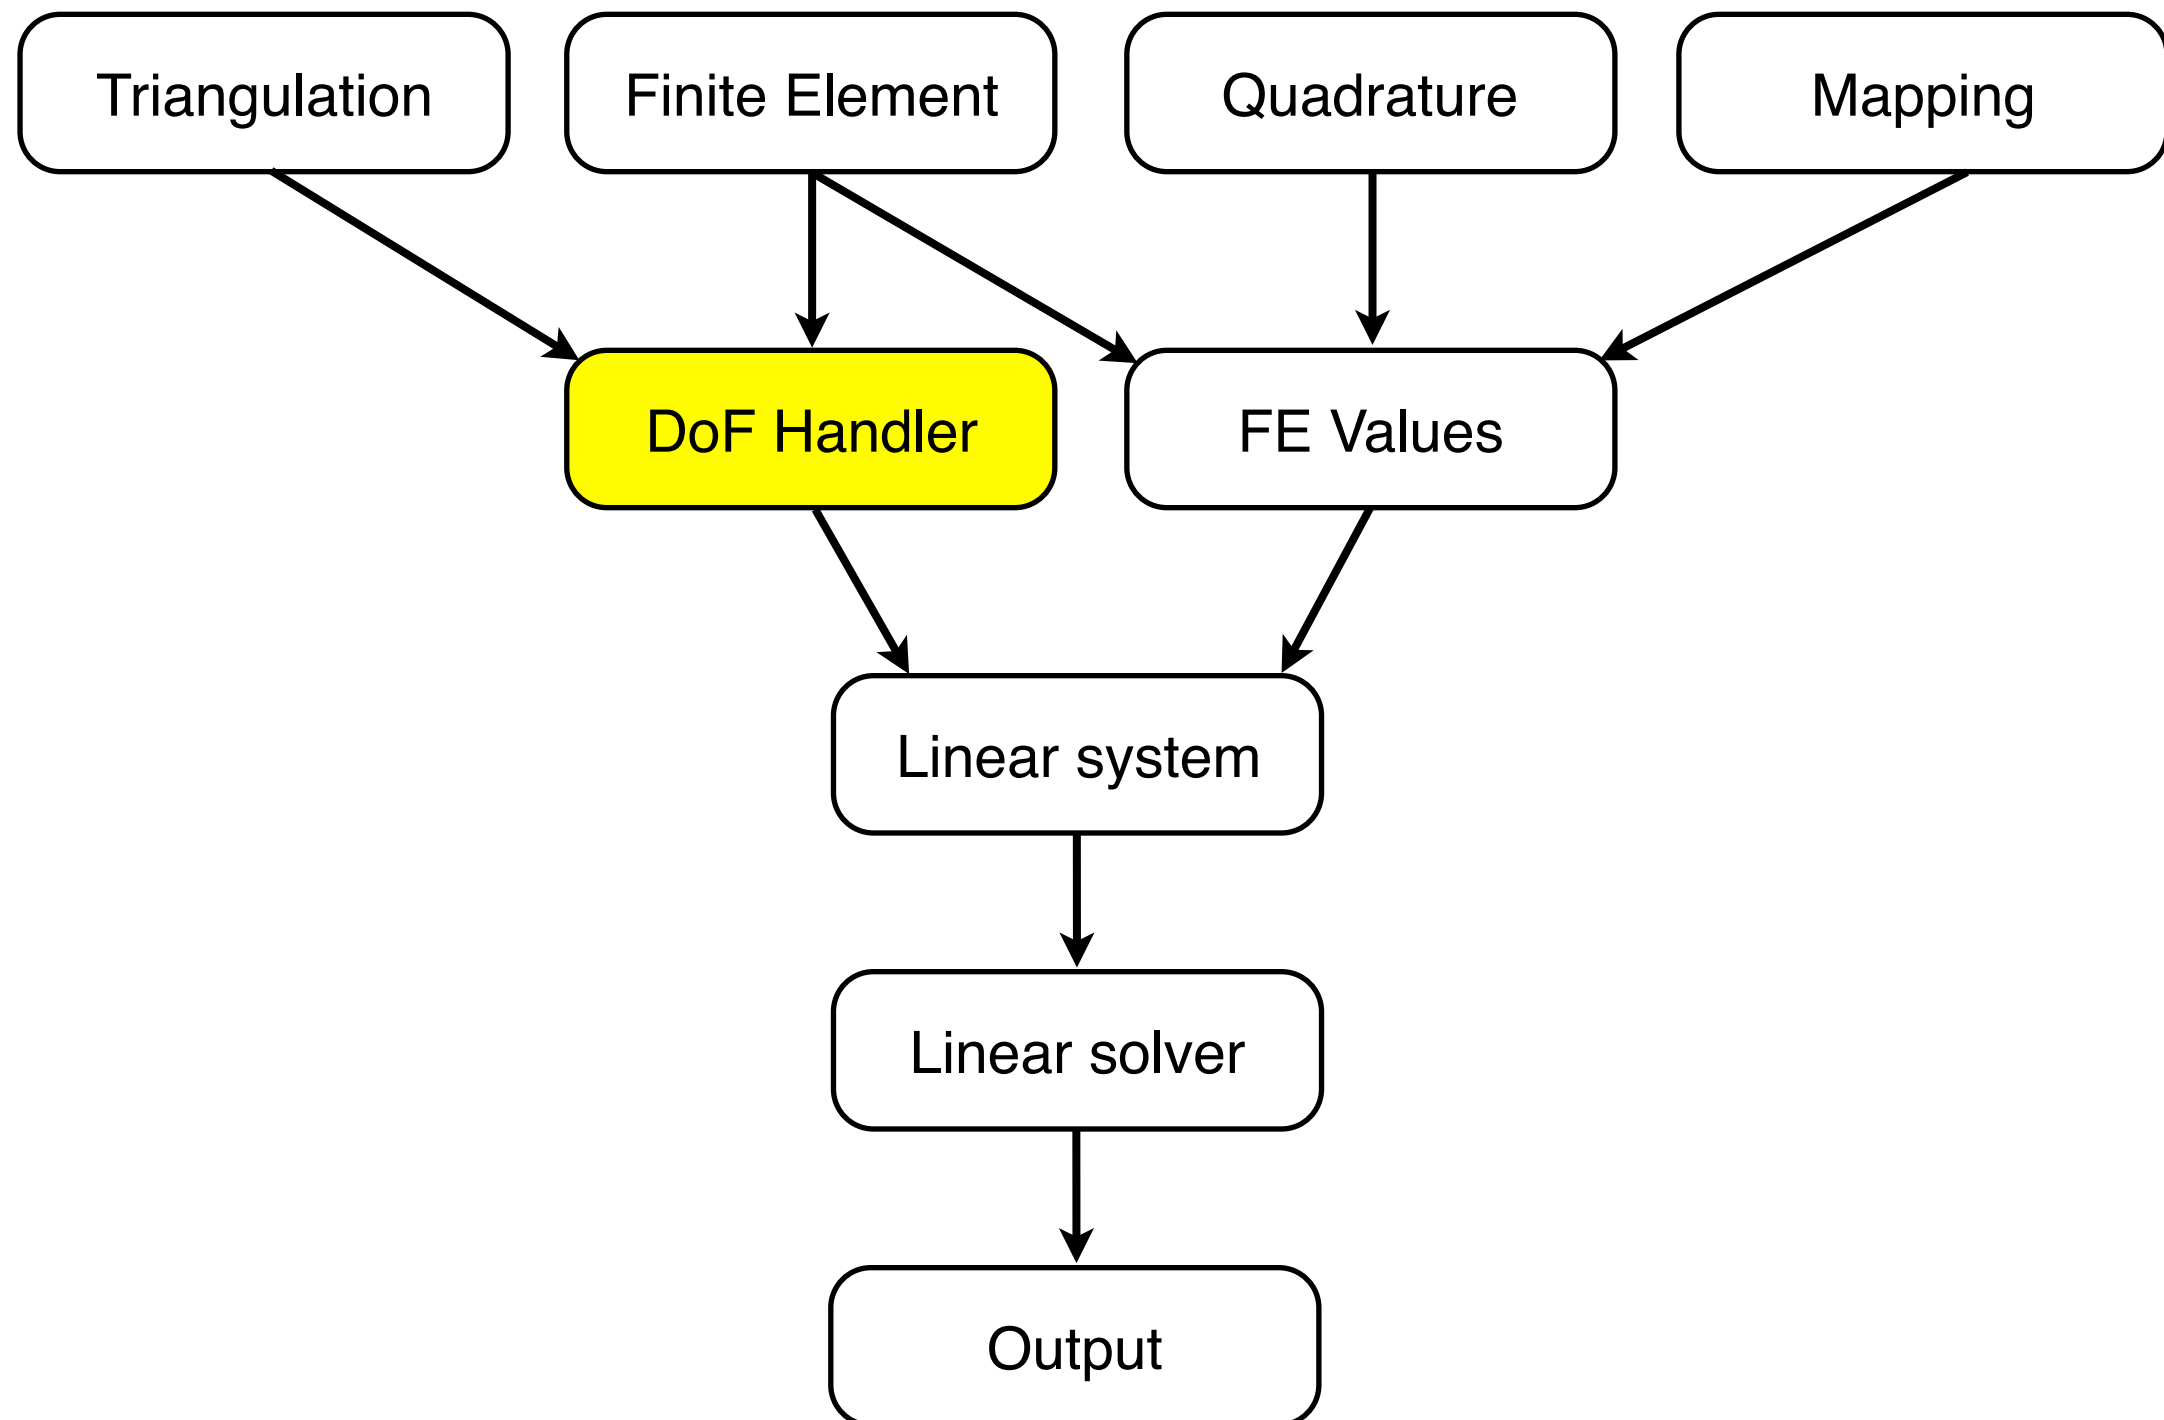 Triangulation
Finite Element
Quadrature
Mapping
DoF Handler
FE Values
Linear system
Linear solver
Output